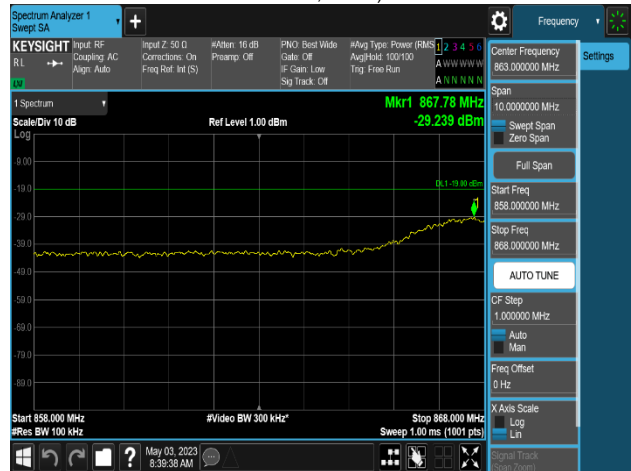 Spectrum Analyzer 1
Swept SA
+
Frequency
KEYSIGHT
RL
Input: RF
Coupling: AC
Align: Auto
Input Z: 50 Ω
Corrections: On
Freq Ref: Int (S)
#Atten: 16 dB
Preamp: Off
PNO: Best Wide
Gate: Off
IF Gain: Low
Sig Track: Off
#Avg Type: Power (RMS
Avg|Hold: 100/100
Trig: Free Run
1 2 3 4 5 6
A W W W W W
A N N N N N
1 Spectrum
Scale/Div 10 dB
Log
Ref Level 1.00 dBm
Mkr1 867.78 MHz
-29.239 dBm
DL1 -19.00 dBm
-9.00
-19.0
-29.0
-39.0
-49.0
-59.0
-69.0
-79.0
-89.0
Start 858.000 MHz
#Res BW 100 kHz
#Video BW 300 kHz*
Stop 868.000 MHz
Sweep 1.00 ms (1001 pts)
?
May 03, 2023
8:39:38 AM
Center Frequency
863.000000 MHz
Settings
Span
10.0000000 MHz
Swept Span
Zero Span
Full Span
Start Freq
858.000000 MHz
Stop Freq
868.000000 MHz
AUTO TUNE
CF Step
1.000000 MHz
Auto
Man
Freq Offset
0 Hz
X Axis Scale
Log
Lin
Signal Track
(Span Zoom)